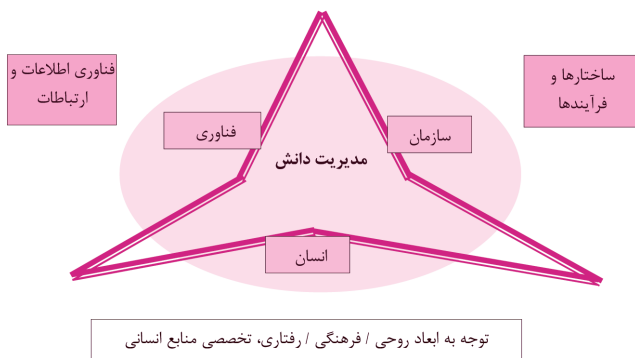 ساختارها و
فرآیندها
فناوری اطلاعات و
ارتباطات
سازمان
فناوری
مدیریت دانش
انسان
توجه به ابعاد روحی / فرهنگی / رفتاری، تخصصی منابع انسانی